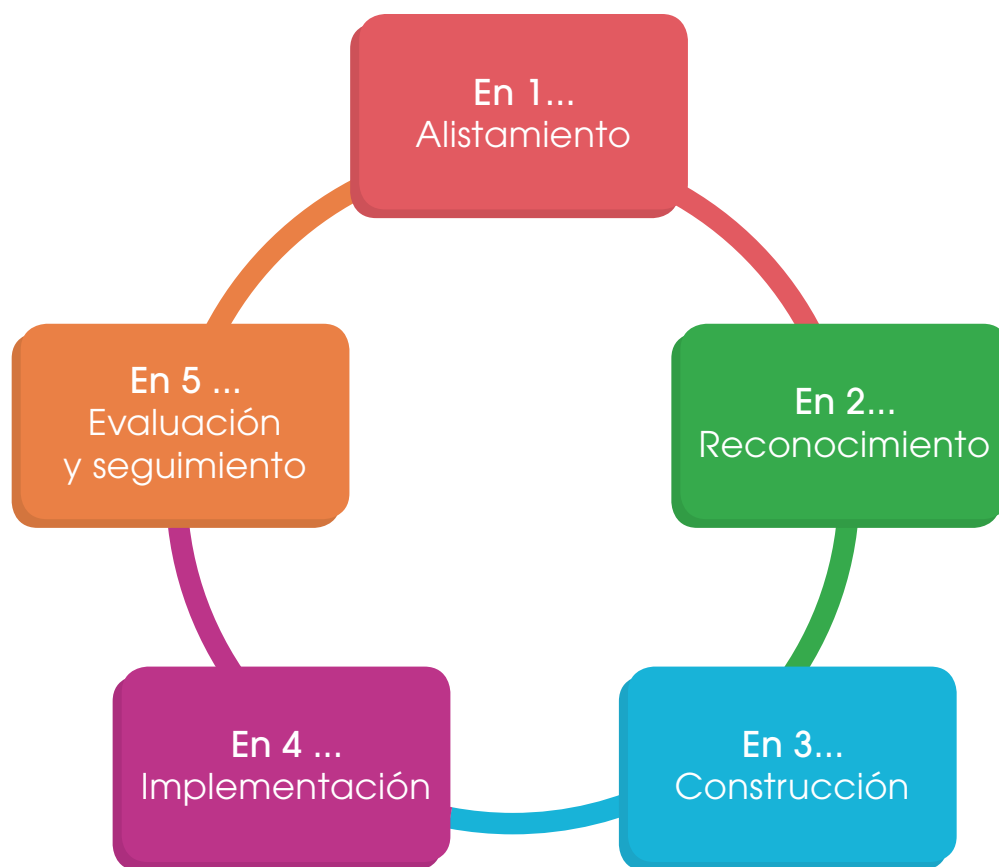 En 1...
Alistamiento
En 2...
Reconocimiento
En 3...
Construcción
En 4 ...
Implementación
En 5 ...
Evaluación
y seguimiento